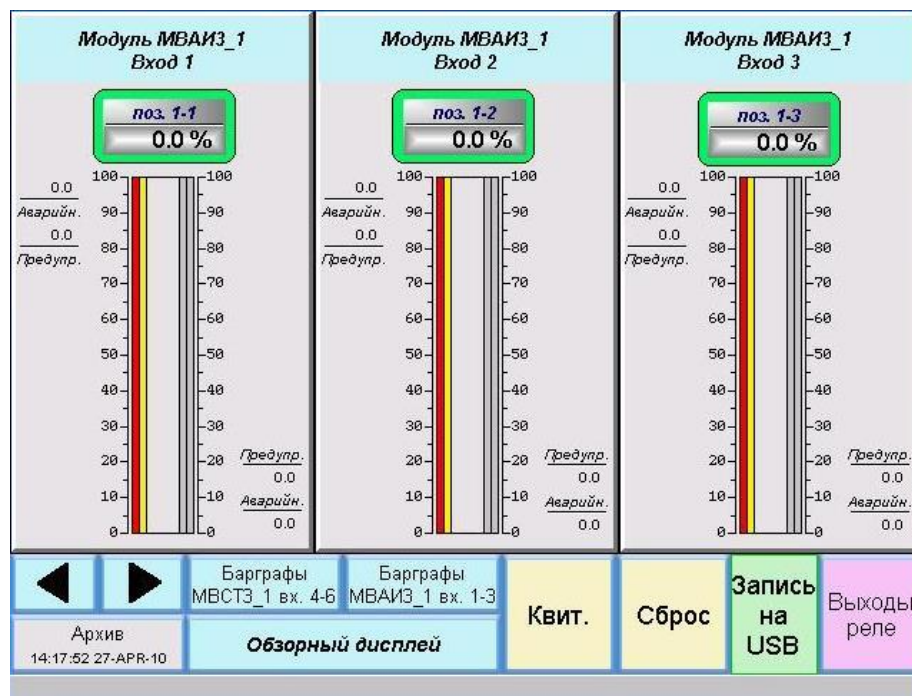 Модуль МВАИ3_1
Вход 1
поз. 1-1
0.0 %
0.0
Аварийн.
0.0
Предупр.
100
90
80
70
60
50
40
30
20
10
0
100
90
80
70
60
50
40
30
20
10
0
Предупр.
0.0
Аварийн.
0.0
Модуль МВАИ3_1
Вход 2
поз. 1-2
0.0 %
0.0
Аварийн.
0.0
Предупр.
100
90
80
70
60
50
40
30
20
10
0
100
90
80
70
60
50
40
30
20
10
0
Предупр.
0.0
Аварийн.
0.0
Модуль МВАИ3_1
Вход 3
поз. 1-3
0.0 %
0.0
Аварийн.
0.0
Предупр.
100
90
80
70
60
50
40
30
20
10
0
100
90
80
70
60
50
40
30
20
10
0
Предупр.
0.0
Аварийн.
0.0
Барграфы
МВСТ3_1 вх. 4-6
Барграфы
МВАИ3_1 вх. 1-3
Архив
14:17:52 27-APR-10
Обзорный дисплей
Квит.
Сброс
Запись
на
USB
Выходы
реле